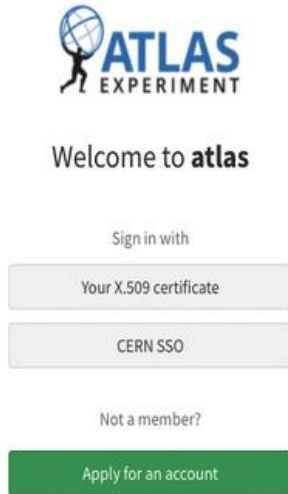 ATLAS
EXPERIMENT
Welcome to atlas
Sign in with
Your X.509 certificate
CERN SSO
Not a member?
Apply for an account